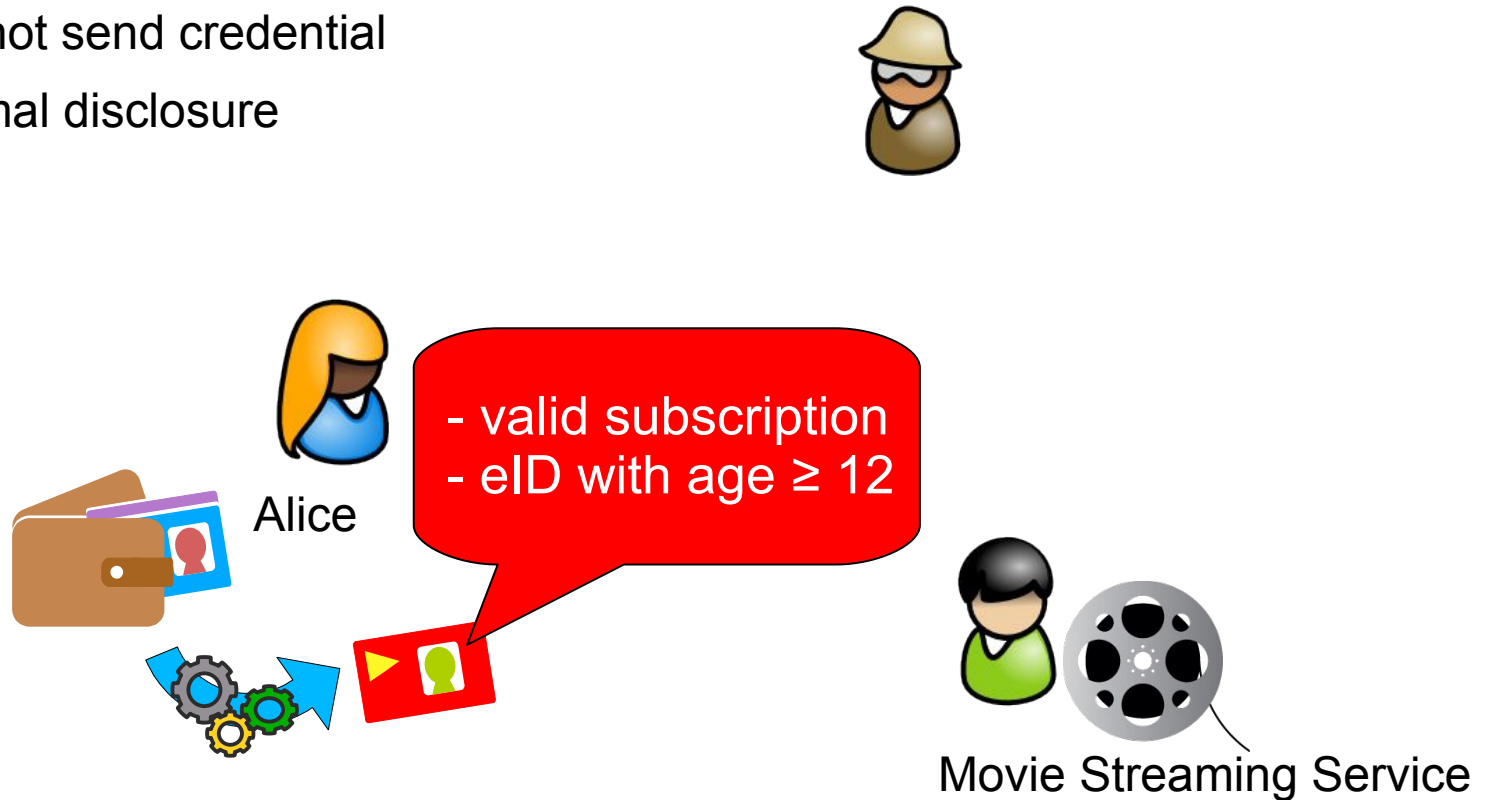 not send credential
nal disclosure
- valid subscription
- eID with age ≥ 12
Alice
Movie Streaming Service